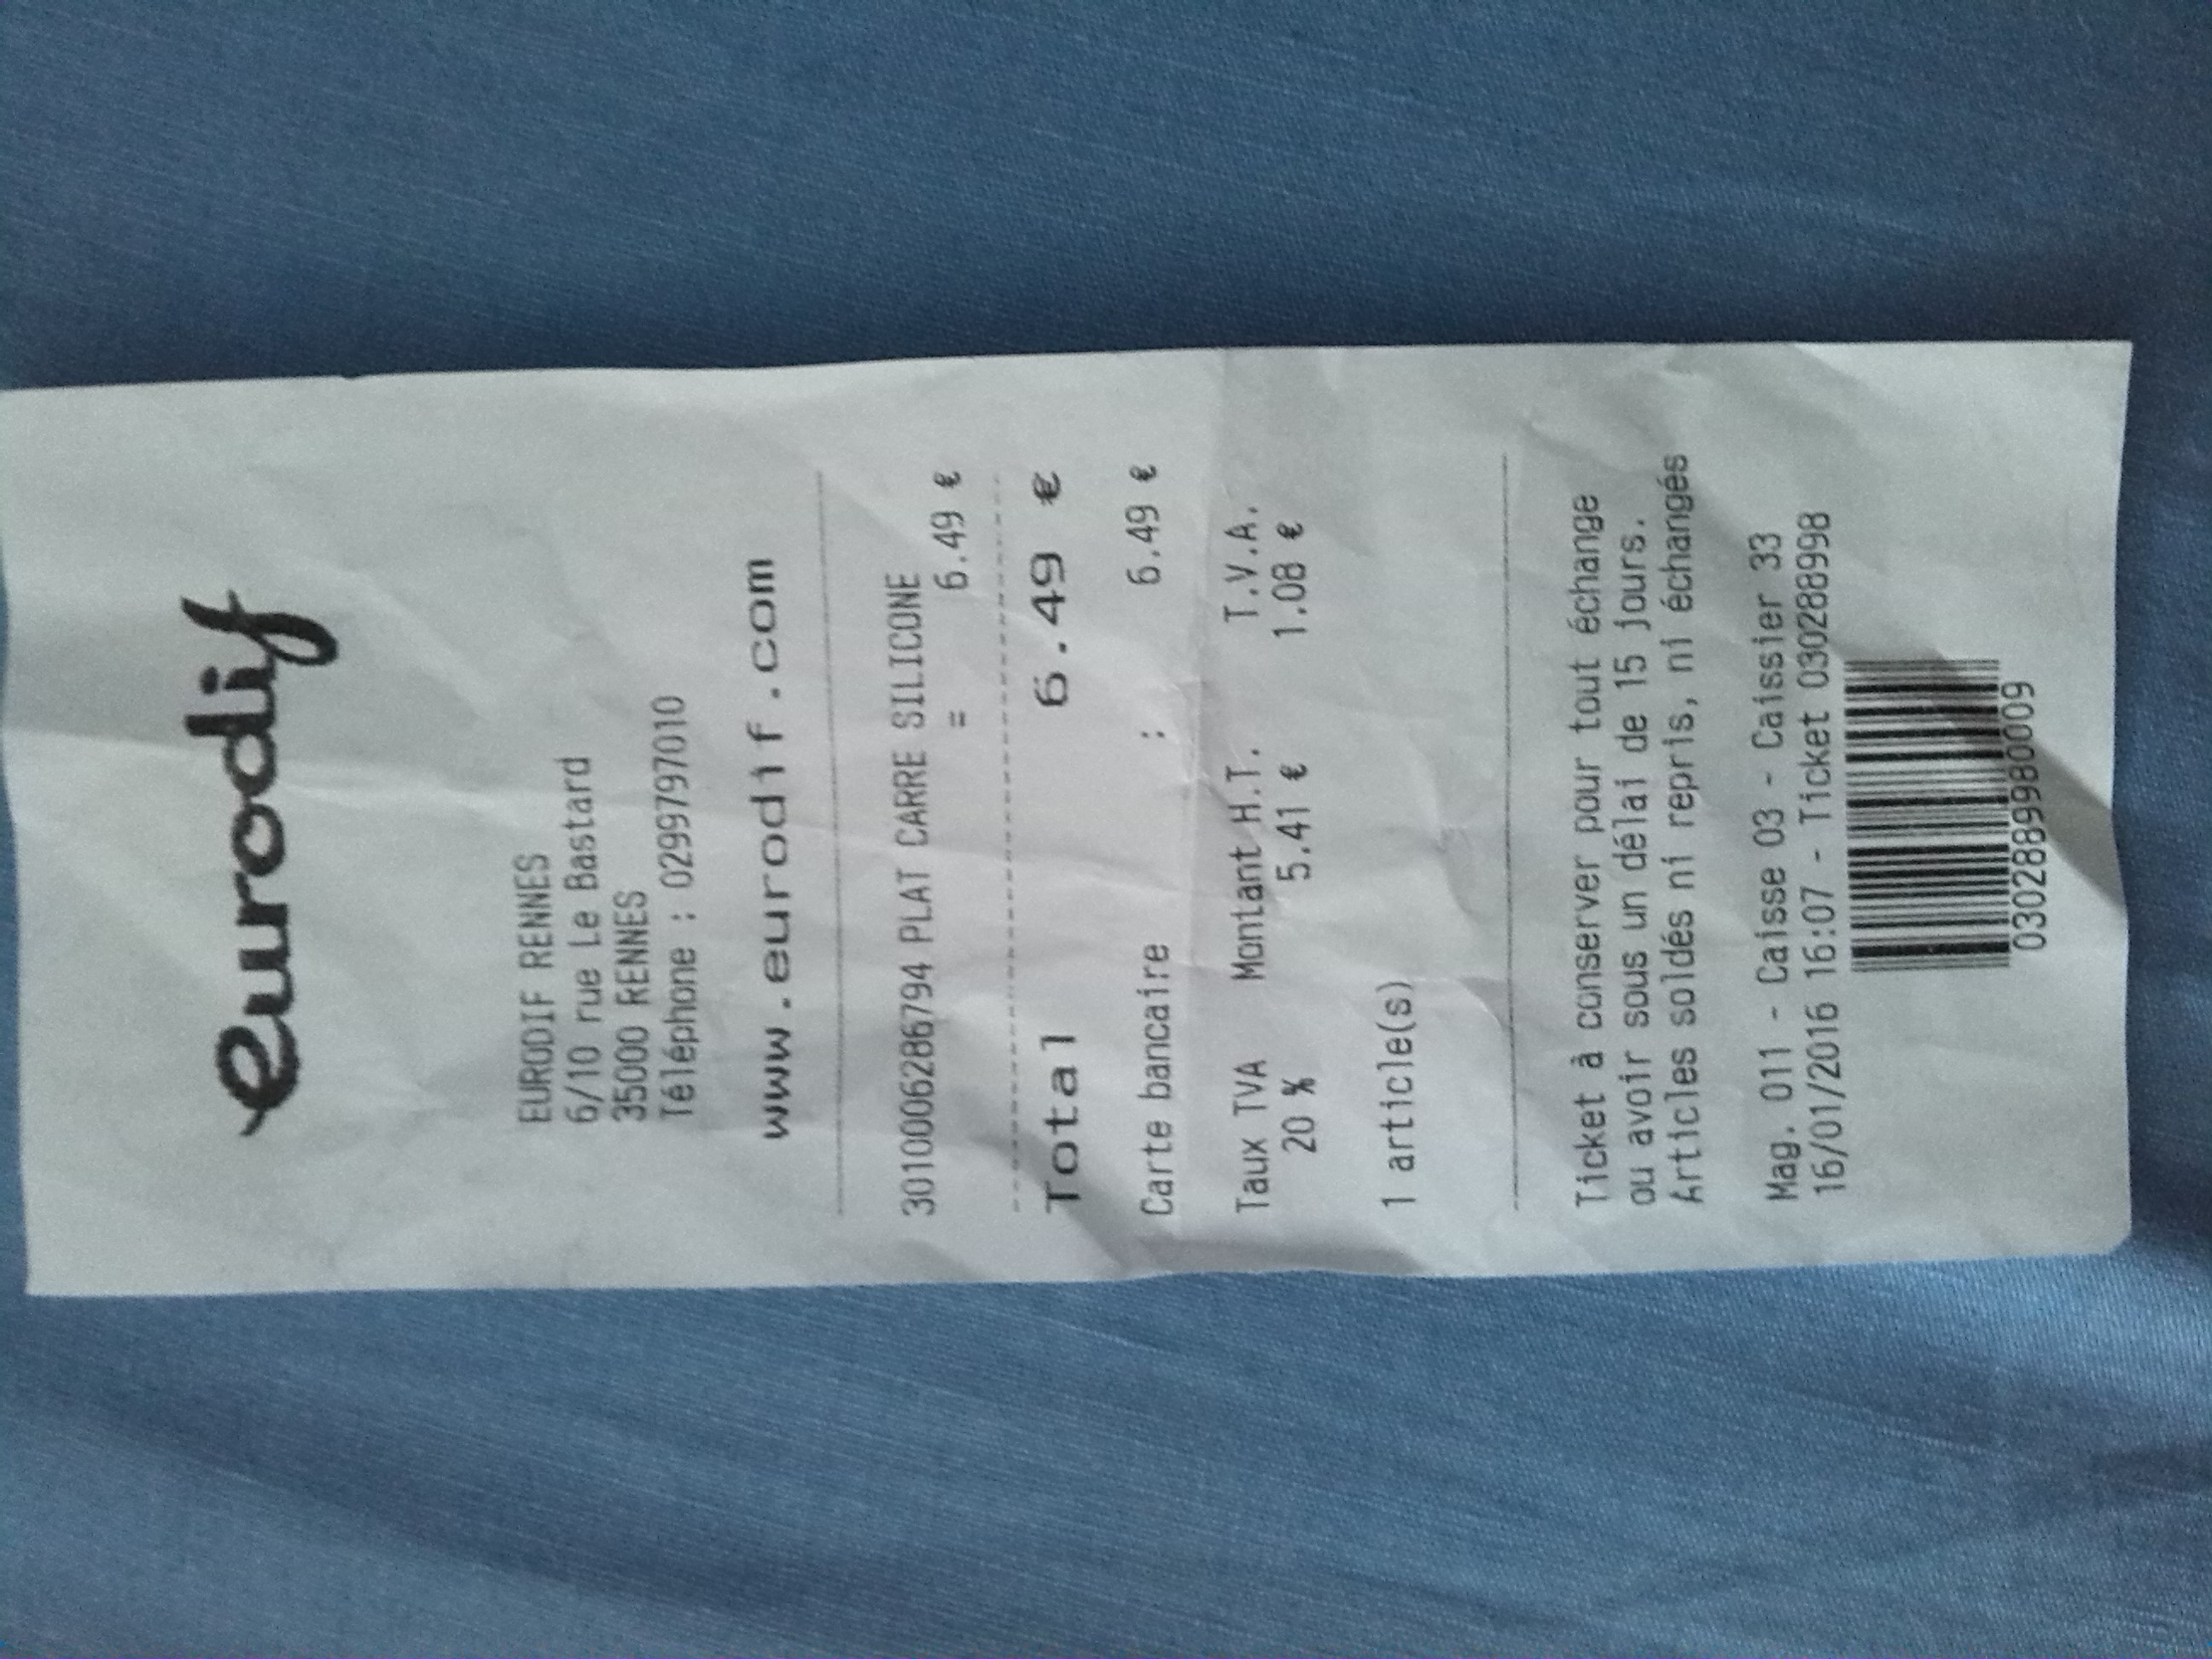 eurodif
EURODIF RENNES
6/10 rue Le Bastard
35000 RENNES
Téléphone : 0299797010
www.eurodif.com
3010006286794 PLAT CARRE SILICONE
= 6.49 €
Total 6.49 €
Carte bancaire : 6.49 €
Taux TVA Montant H.T. T.V.A.
20 % 5.41 € 1.08 €
1 article(s)
Ticket à conserver pour tout échange
ou avoir sous un délai de 15 jours.
Articles soldés ni repris, ni échangés
Mag. 011 - Caisse 03 - Caissier 33
16/01/2016 16:07 - Ticket 030288998
0302889980009